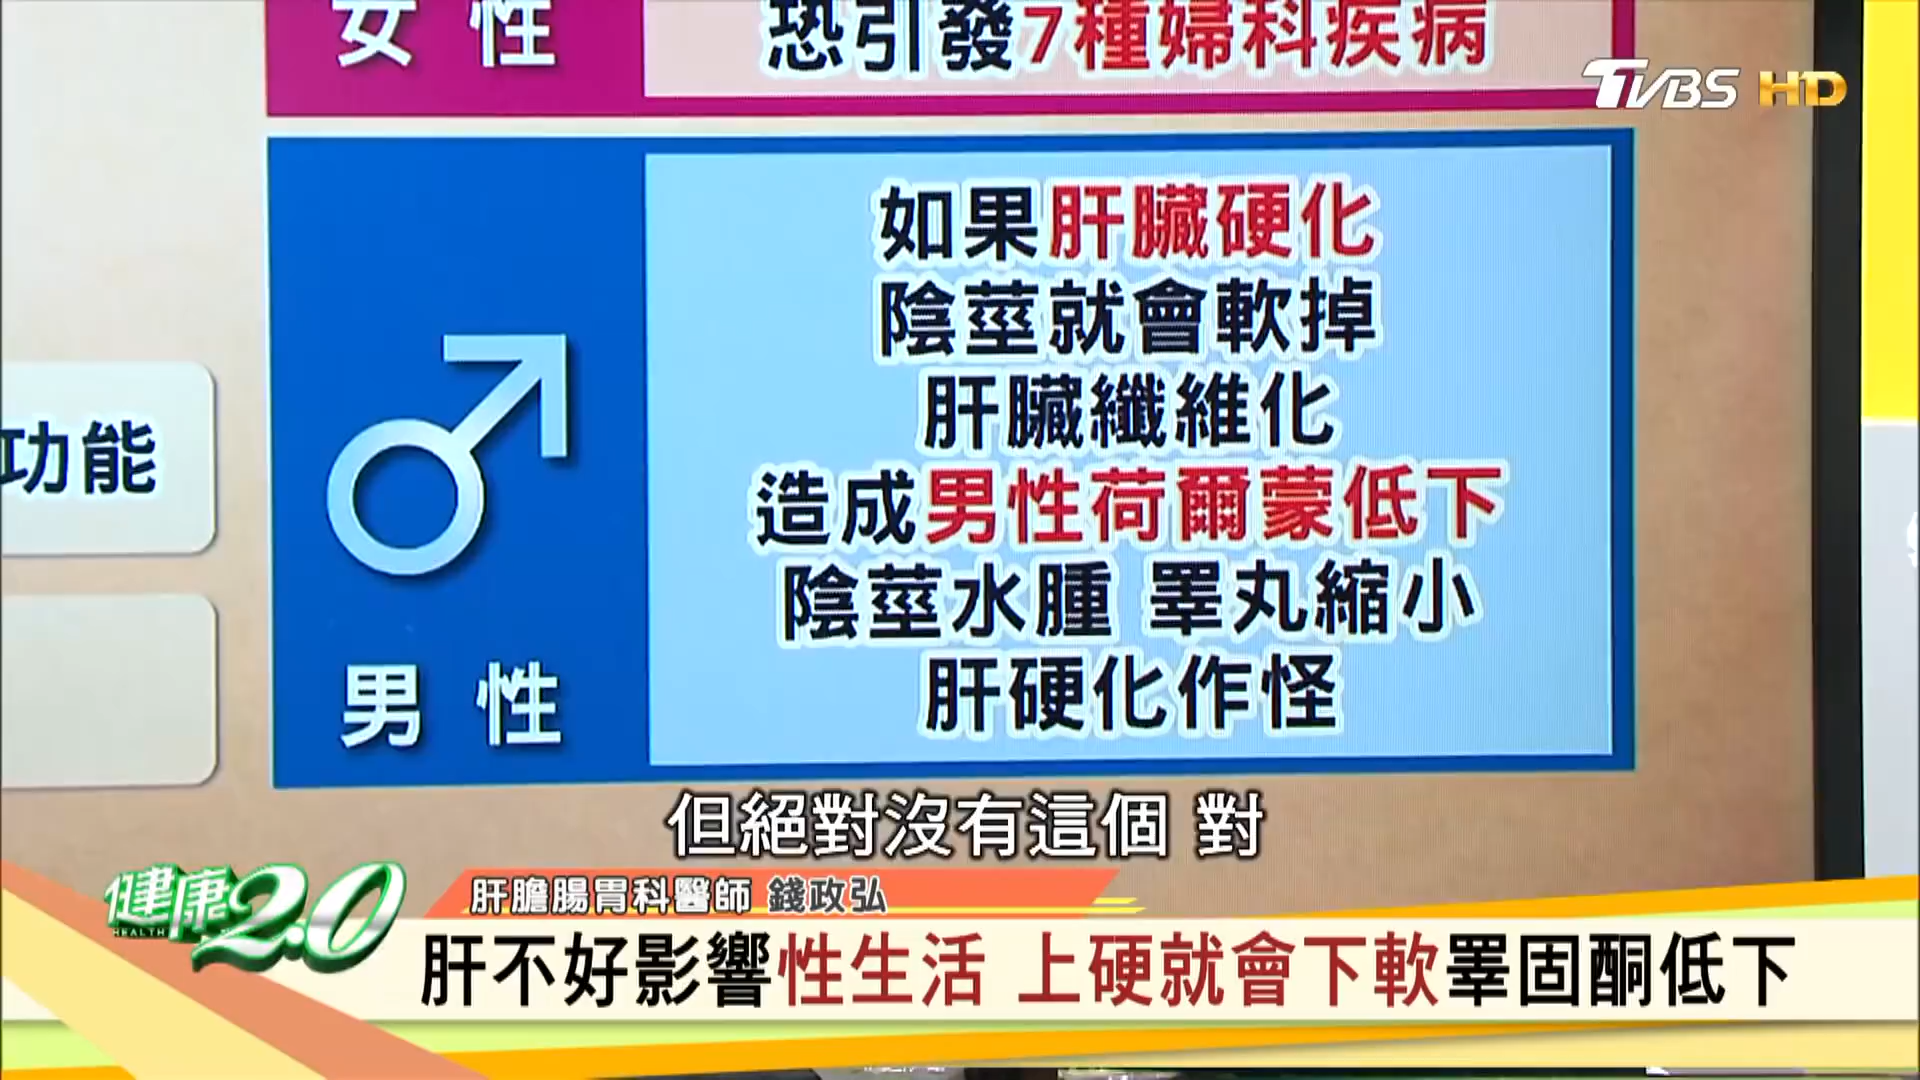 女性
恐引發7種婦科疾病
TVBS HD
如果肝臟硬化
陰莖就會軟掉
肝臟纖維化
造成男性荷爾蒙低下
陰莖水腫 睪丸縮小
肝硬化作怪
男性
功能
但絕對沒有這個 對
健康2.0
HEALTH
肝膽腸胃科醫師 錢政弘
肝不好影響性生活 上硬就會下軟睪固酮低下